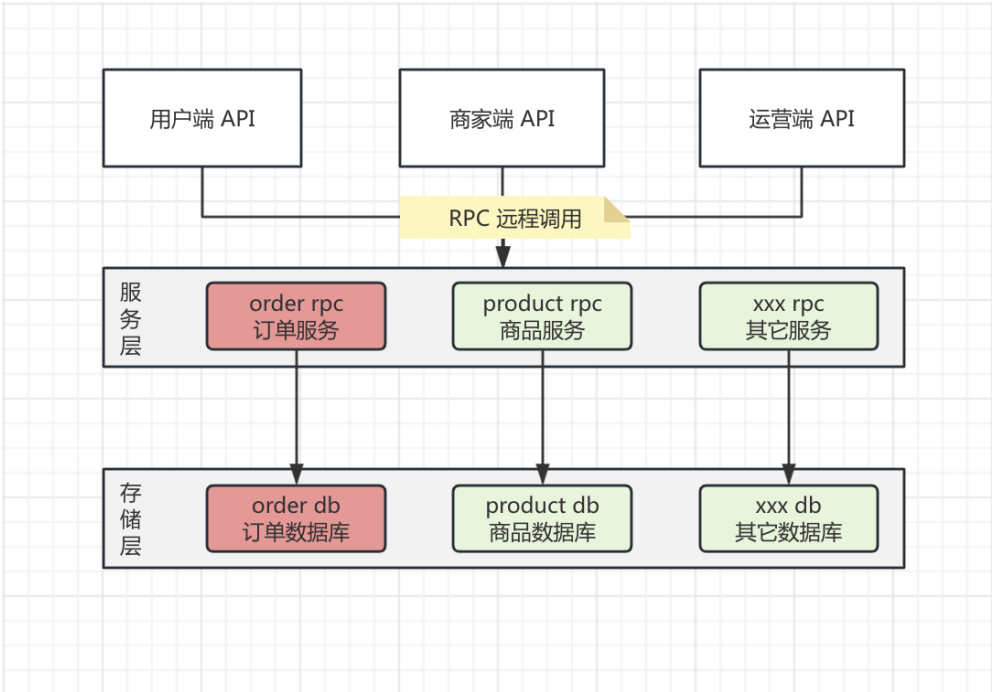 用户端 API
商家端 API
运营端 API
RPC 远程调用
服务层
order rpc
订单服务
product rpc
商品服务
xxx rpc
其它服务
存储层
order db
订单数据库
product db
商品数据库
xxx db
其它数据库